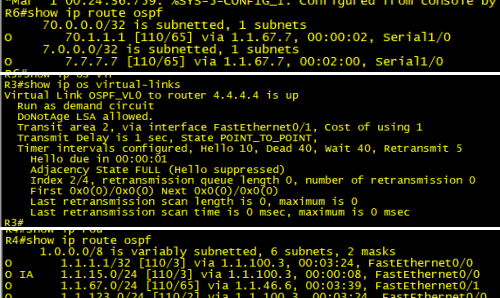 *Mar  1 00:24:36.739: %SYS-5-CONFIG_I: Configured from console by
R6#show ip route ospf
70.0.0.0/32 is subnetted, 1 subnets
O 70.1.1.1 [110/65] via 1.1.67.7, 00:00:02, Serial1/0
7.0.0.0/32 is subnetted, 1 subnets
O 7.7.7.7 [110/65] via 1.1.67.7, 00:02:00, Serial1/0
R3#show ip os virtual-links
Virtual Link OSPF_VL0 to router 4.4.4.4 is up
Run as demand circuit
DoNotAge LSA allowed.
Transit area 2, via interface FastEthernet0/1, Cost of using 1
Transmit Delay is 1 sec, State POINT_TO_POINT,
Timer intervals configured, Hello 10, Dead 40, Wait 40, Retransmit 5
Hello due in 00:00:01
Adjacency State FULL (Hello suppressed)
Index 2/4, retransmission queue length 0, number of retransmission 0
First 0x0(0)/0x0(0) Next 0x0(0)/0x0(0)
Last retransmission scan length is 0, maximum is 0
Last retransmission scan time is 0 msec, maximum is 0 msec
R3#
R4#show ip rou
R4#show ip route ospf
1.0.0.0/8 is variably subnetted, 6 subnets, 2 masks
O 1.1.1.1/32 [110/3] via 1.1.100.3, 00:03:24, FastEthernet0/0
O IA 1.1.15.0/24 [110/3] via 1.1.100.3, 00:00:08, FastEthernet0/0
O 1.1.67.0/24 [110/65] via 1.1.46.6, 00:03:39, FastEthernet0/1
O 1.1.123.0/24 [110/2] via 1.1.100.3, 00:03:24, FastEthernet0/0